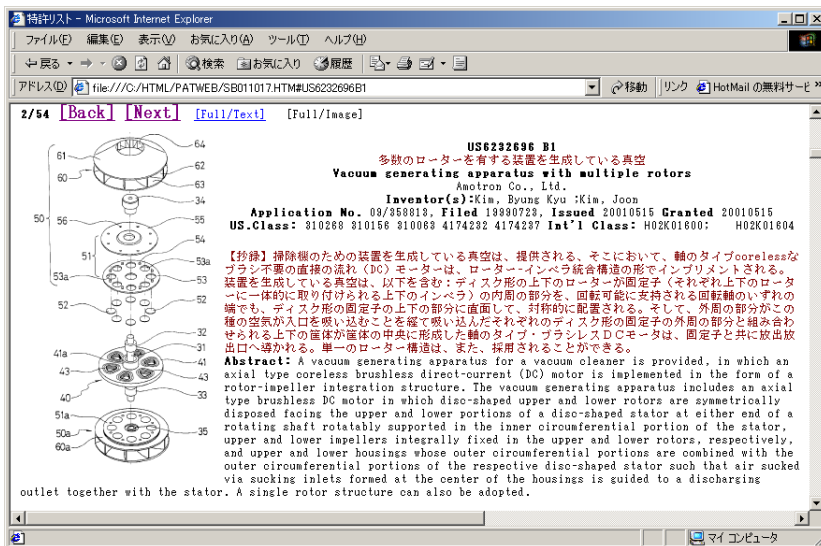 特許リスト - Microsoft Internet Explorer
ファイル(F) 編集(E) 表示(V) お気に入り(A) ツール(T) ヘルプ(H)
戻る 検索 お気に入り 履歴
アドレス(D) file:///C:/HTML/PATWEB/SB011017.HTM#US6232696B1 移動 リンク HotMail の無料サービ »
2/54 [Back] [Next] [Full/Text] [Full/Image]
US6232696 B1
多数のローターを有する装置を生成している真空
Vacuum generating apparatus with multiple rotors
Amotron Co., Ltd.
Inventor(s):Kim, Byung Kyu ;Kim, Joon
Application No. 09/358813, Filed 19990723, Issued 20010515 Granted 20010515
US.Class: 310268 310156 310063 4174232 4174237 Int'l Class: H02K01600: H02K01604
【抄録】掃除機のための装置を生成している真空は、提供される、そこにおいて、軸のタイプcorelessな
ブラシ不要の直接の流れ（DC）モーターは、ローター-インペラ統合構造の形でインプリメントされる。
装置を生成している真空は、以下を含む：ディスク形の上下のローターが固定子（それぞれ上下のロータ
ーに一体的に取り付けられる上下のインペラ）の内周の部分を、回転可能に支持される回転軸のいずれの
端でも、ディスク形の固定子の上下の部分に直面して、対称的に配置される。そして、外周の部分がこの
種の空気が入口を吸い込むことを経て吸い込んだそれぞれのディスク形の固定子の外周の部分と組み合わ
せられる上下の筐体が筐体の中央に形成した軸のタイプ・ブラシレスＤＣモータは、固定子と共に放出放
出口へ導かれる。単一のローター構造は、また、採用されることができる。
Abstract: A vacuum generating apparatus for a vacuum cleaner is provided, in which an
axial type coreless brushless direct-current (DC) motor is implemented in the form of a
rotor-impeller integration structure. The vacuum generating apparatus includes an axial
type brushless DC motor in which disc-shaped upper and lower rotors are symmetrically
disposed facing the upper and lower portions of a disc-shaped stator at either end of a
rotating shaft rotatably supported in the inner circumferential portion of the stator,
upper and lower impellers integrally fixed in the upper and lower rotors, respectively,
and upper and lower housings whose outer circumferential portions are combined with the
outer circumferential portions of the respective disc-shaped stator such that air sucked
via sucking inlets formed at the center of the housings is guided to a discharging
outlet together with the stator. A single rotor structure can also be adopted.
64
61
62
60
63
34
50
56
55
54
51
53a
53a
53
52
52
32
41a
31
41
43
43
40
33
51a
50a
35
60a
マイ コンピュータ